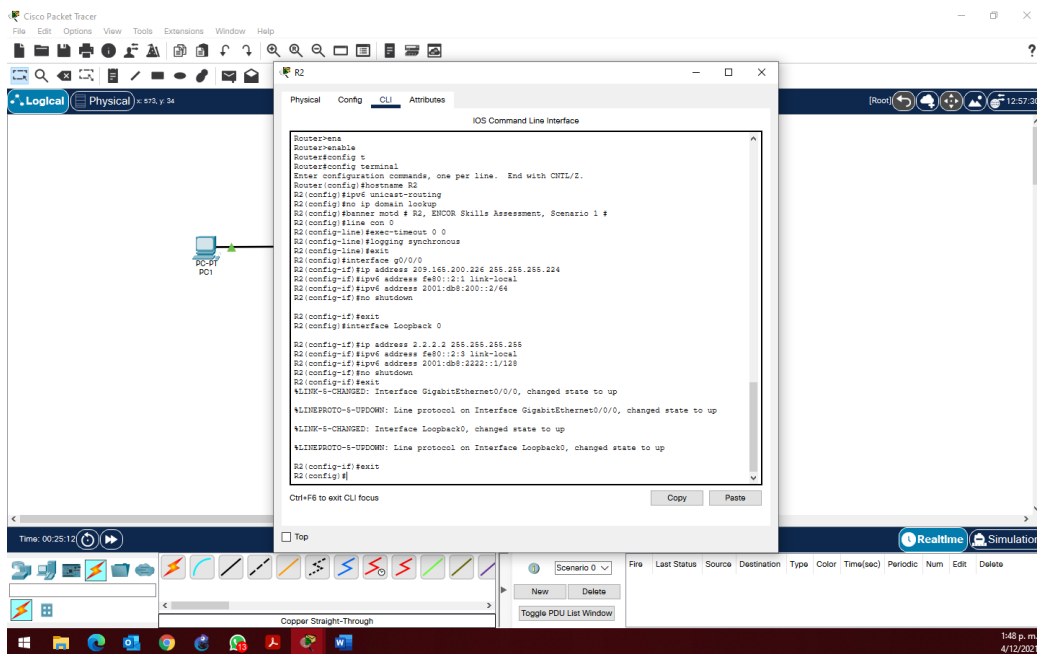 Cisco Packet Tracer
File Edit Options View Tools Extensions Window Help
?
R2
Logical Physical x: 573, y: 34
[Root] 12:57:30
Physical Config CLI Attributes
IOS Command Line Interface
Router>ena
Router>enable
Router#config t
Router#config terminal
Enter configuration commands, one per line. End with CNTL/Z.
Router(config)#hostname R2
R2(config)#ipv6 unicast-routing
R2(config)#no ip domain lookup
R2(config)#banner motd # R2, ENCOR Skills Assessment, Scenario 1 #
R2(config)#line con 0
R2(config-line)#exec-timeout 0 0
R2(config-line)#logging synchronous
R2(config-line)#exit
R2(config)#interface g0/0/0
R2(config-if)#ip address 209.165.200.226 255.255.255.224
R2(config-if)#ipv6 address fe80::2:1 link-local
R2(config-if)#ipv6 address 2001:db8:200::2/64
R2(config-if)#no shutdown
R2(config-if)#exit
R2(config)#interface Loopback 0
R2(config-if)#ip address 2.2.2.2 255.255.255.255
R2(config-if)#ipv6 address fe80::2:3 link-local
R2(config-if)#ipv6 address 2001:db8:2222::1/128
R2(config-if)#no shutdown
R2(config-if)#exit
%LINK-5-CHANGED: Interface GigabitEthernet0/0/0, changed state to up
%LINEPROTO-5-UPDOWN: Line protocol on Interface GigabitEthernet0/0/0, changed state to up
%LINK-5-CHANGED: Interface Loopback0, changed state to up
%LINEPROTO-5-UPDOWN: Line protocol on Interface Loopback0, changed state to up
R2(config-if)#exit
R2(config)#
PC-PT
PC1
Ctrl+F6 to exit CLI focus
Copy Paste
Top
Time: 00:25:12
Realtime Simulation
Scenario 0
Fire Last Status Source Destination Type Color Time(sec) Periodic Num Edit Delete
New Delete
Toggle PDU List Window
Copper Straight-Through
13
1:48 p. m.
4/12/2021